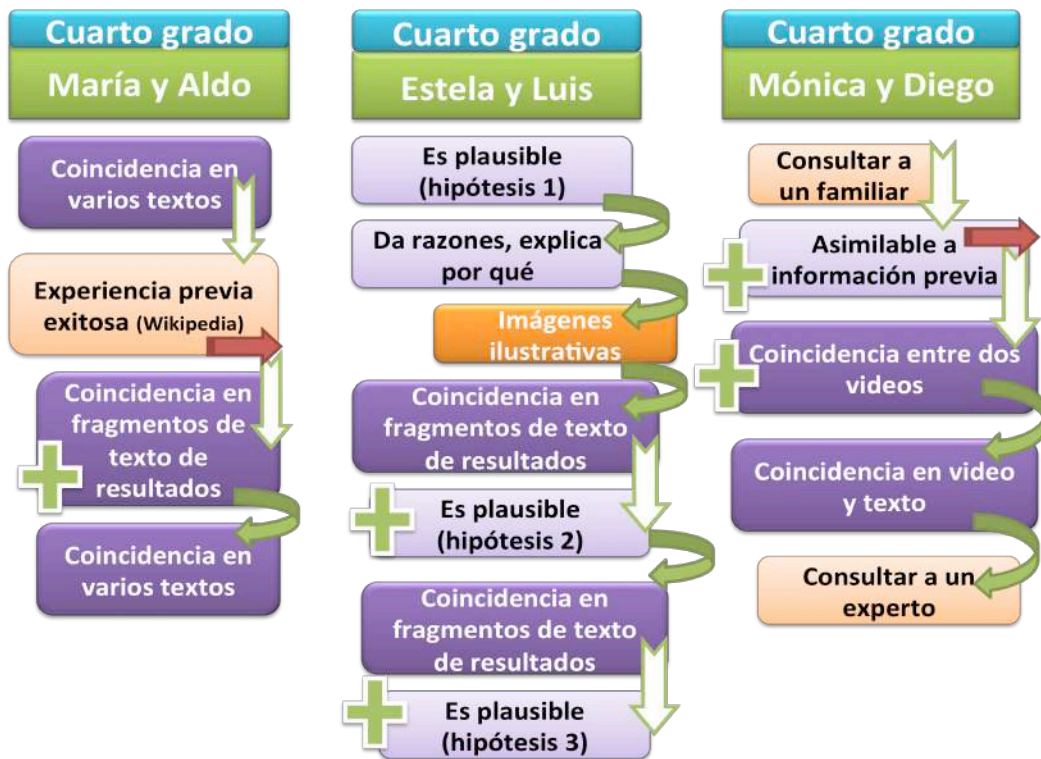 Cuarto grado
María y Aldo
Coincidencia en
varios textos
Experiencia previa
exitosa (Wikipedia)
Coincidencia en
fragmentos de
texto de
resultados
Coincidencia en
varios textos
Cuarto grado
Estela y Luis
Es plausible
(hipótesis 1)
Da razones, explica
por qué
Imágenes
ilustrativas
Coincidencia en
fragmentos de texto
de resultados
Es plausible
(hipótesis 2)
Coincidencia en
fragmentos de texto
de resultados
Es plausible
(hipótesis 3)
Cuarto grado
Mónica y Diego
Consultar a
un familiar
Asimilable a
información previa
Coincidencia entre dos
videos
Coincidencia en video
y texto
Consultar a un
experto